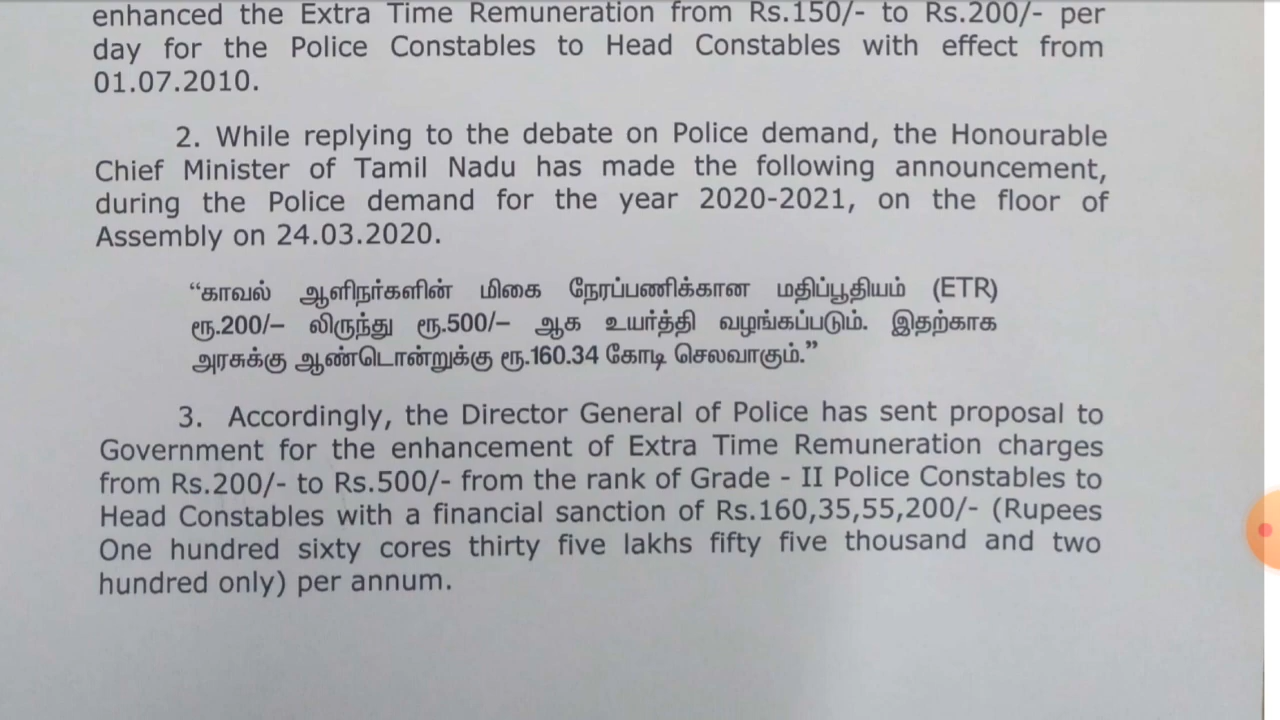 enhanced the Extra Time Remuneration from Rs.150/- to Rs.200/- per
day for the Police Constables to Head Constables with effect from
01.07.2010.
2. While replying to the debate on Police demand, the Honourable
Chief Minister of Tamil Nadu has made the following announcement,
during the Police demand for the year 2020-2021, on the floor of
Assembly on 24.03.2020.
“காவல் ஆளிநர்களின் மிகை நேரப்பணிக்கான மதிப்பூதியம் (ETR)
ரூ.200/– லிருந்து ரூ.500/– ஆக உயர்த்தி வழங்கப்படும். இதற்காக
அரசுக்கு ஆண்டொன்றுக்கு ரூ.160.34 கோடி செலவாகும்.”
3. Accordingly, the Director General of Police has sent proposal to
Government for the enhancement of Extra Time Remuneration charges
from Rs.200/- to Rs.500/- from the rank of Grade - II Police Constables to
Head Constables with a financial sanction of Rs.160,35,55,200/- (Rupees
One hundred sixty cores thirty five lakhs fifty five thousand and two
hundred only) per annum.